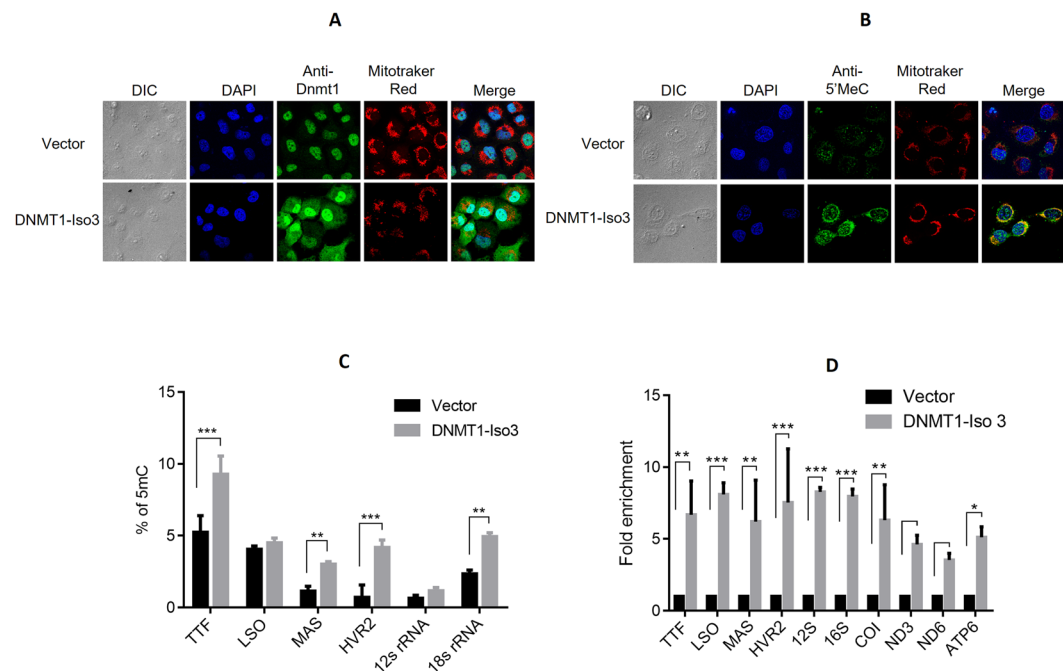 A
Anti-
Dnmt1
Mitotraker
Red
DIC
DAPI
Merge
Vector
DNMT1-Iso3
B
Anti-
5'MeC
Mitotraker
Red
DIC
DAPI
Merge
Vector
DNMT1-Iso3
C
Vector
DNMT1-Iso3
% of 5mC
15
10
5
0
***
**
***
**
TTF
LSO
MAS
HVR2
12s rRNA
18s rRNA
D
Vector
DNMT1-Iso 3
Fold enrichment
15
10
5
0
**
***
**
***
***
***
**
*
TTF
LSO
MAS
HVR2
12S
16S
COI
ND3
ND6
ATP6